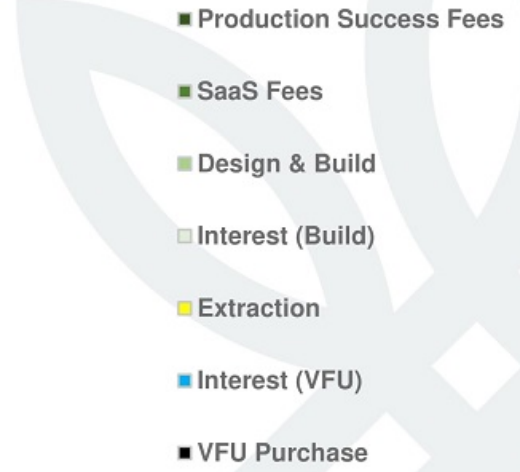 Production Success Fees
SaaS Fees
Design & Build
Interest (Build)
Extraction
Interest (VFU)
VFU Purchase